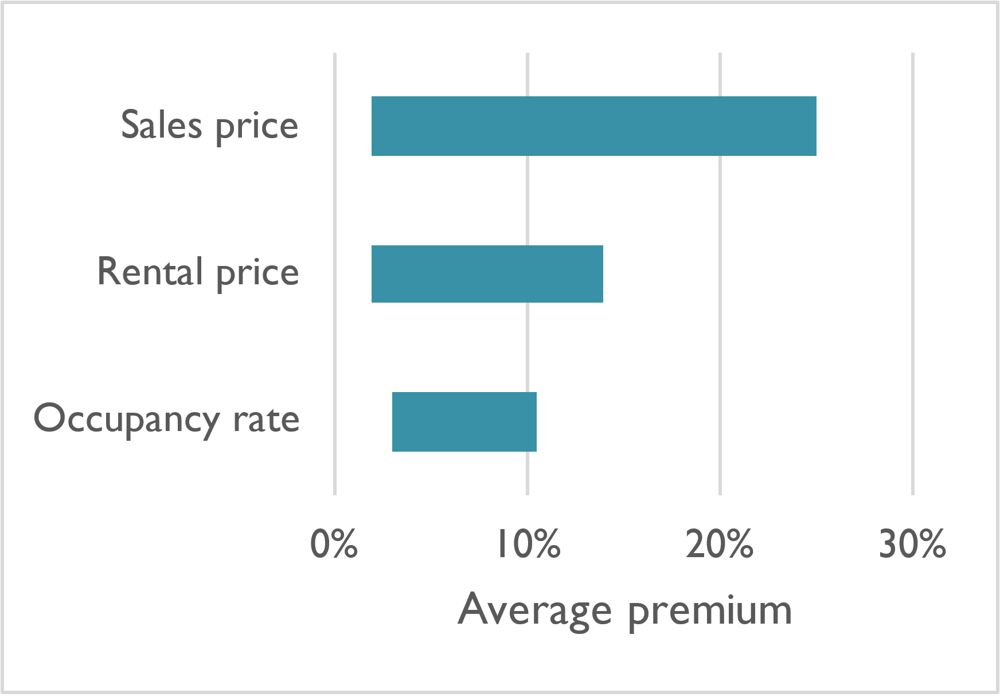 Sales price
Rental price
Occupancy rate
0% 10% 20% 30%
Average premium